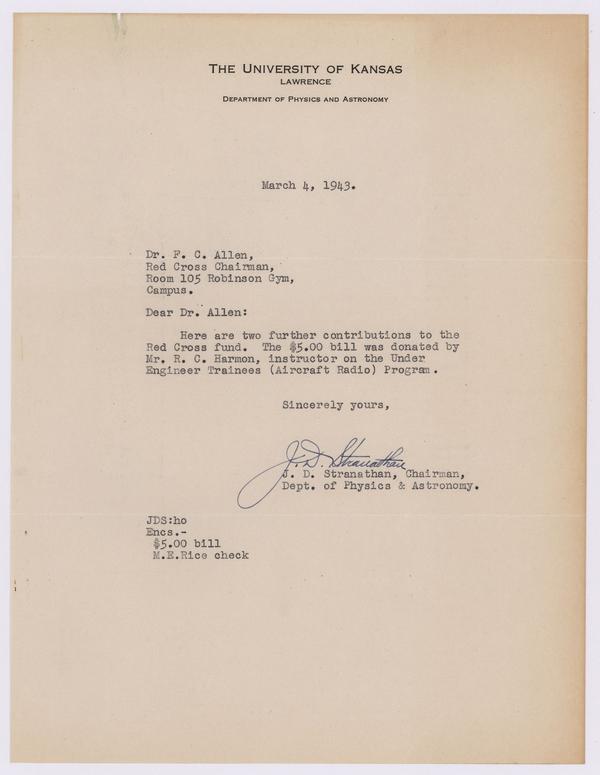 THE UNIVERSITY OF KANSAS
LAWRENCE
DEPARTMENT OF PHYSICS AND ASTRONOMY
March 4, 1943.
Dr. F. C. Allen,
Red Cross Chairman,
Room 105 Robinson Gym,
Campus.
Dear Dr. Allen:
Here are two further contributions to the
Red Cross fund. The $5.00 bill was donated by
Mr. R. C. Harmon, instructor on the Under
Engineer Trainees (Aircraft Radio) Program.
Sincerely yours,
J. D. Stranathan
J. D. Stranathan, Chairman,
Dept. of Physics & Astronomy.
JDS:ho
Encs.-
$5.00 bill
M.E.Rice check